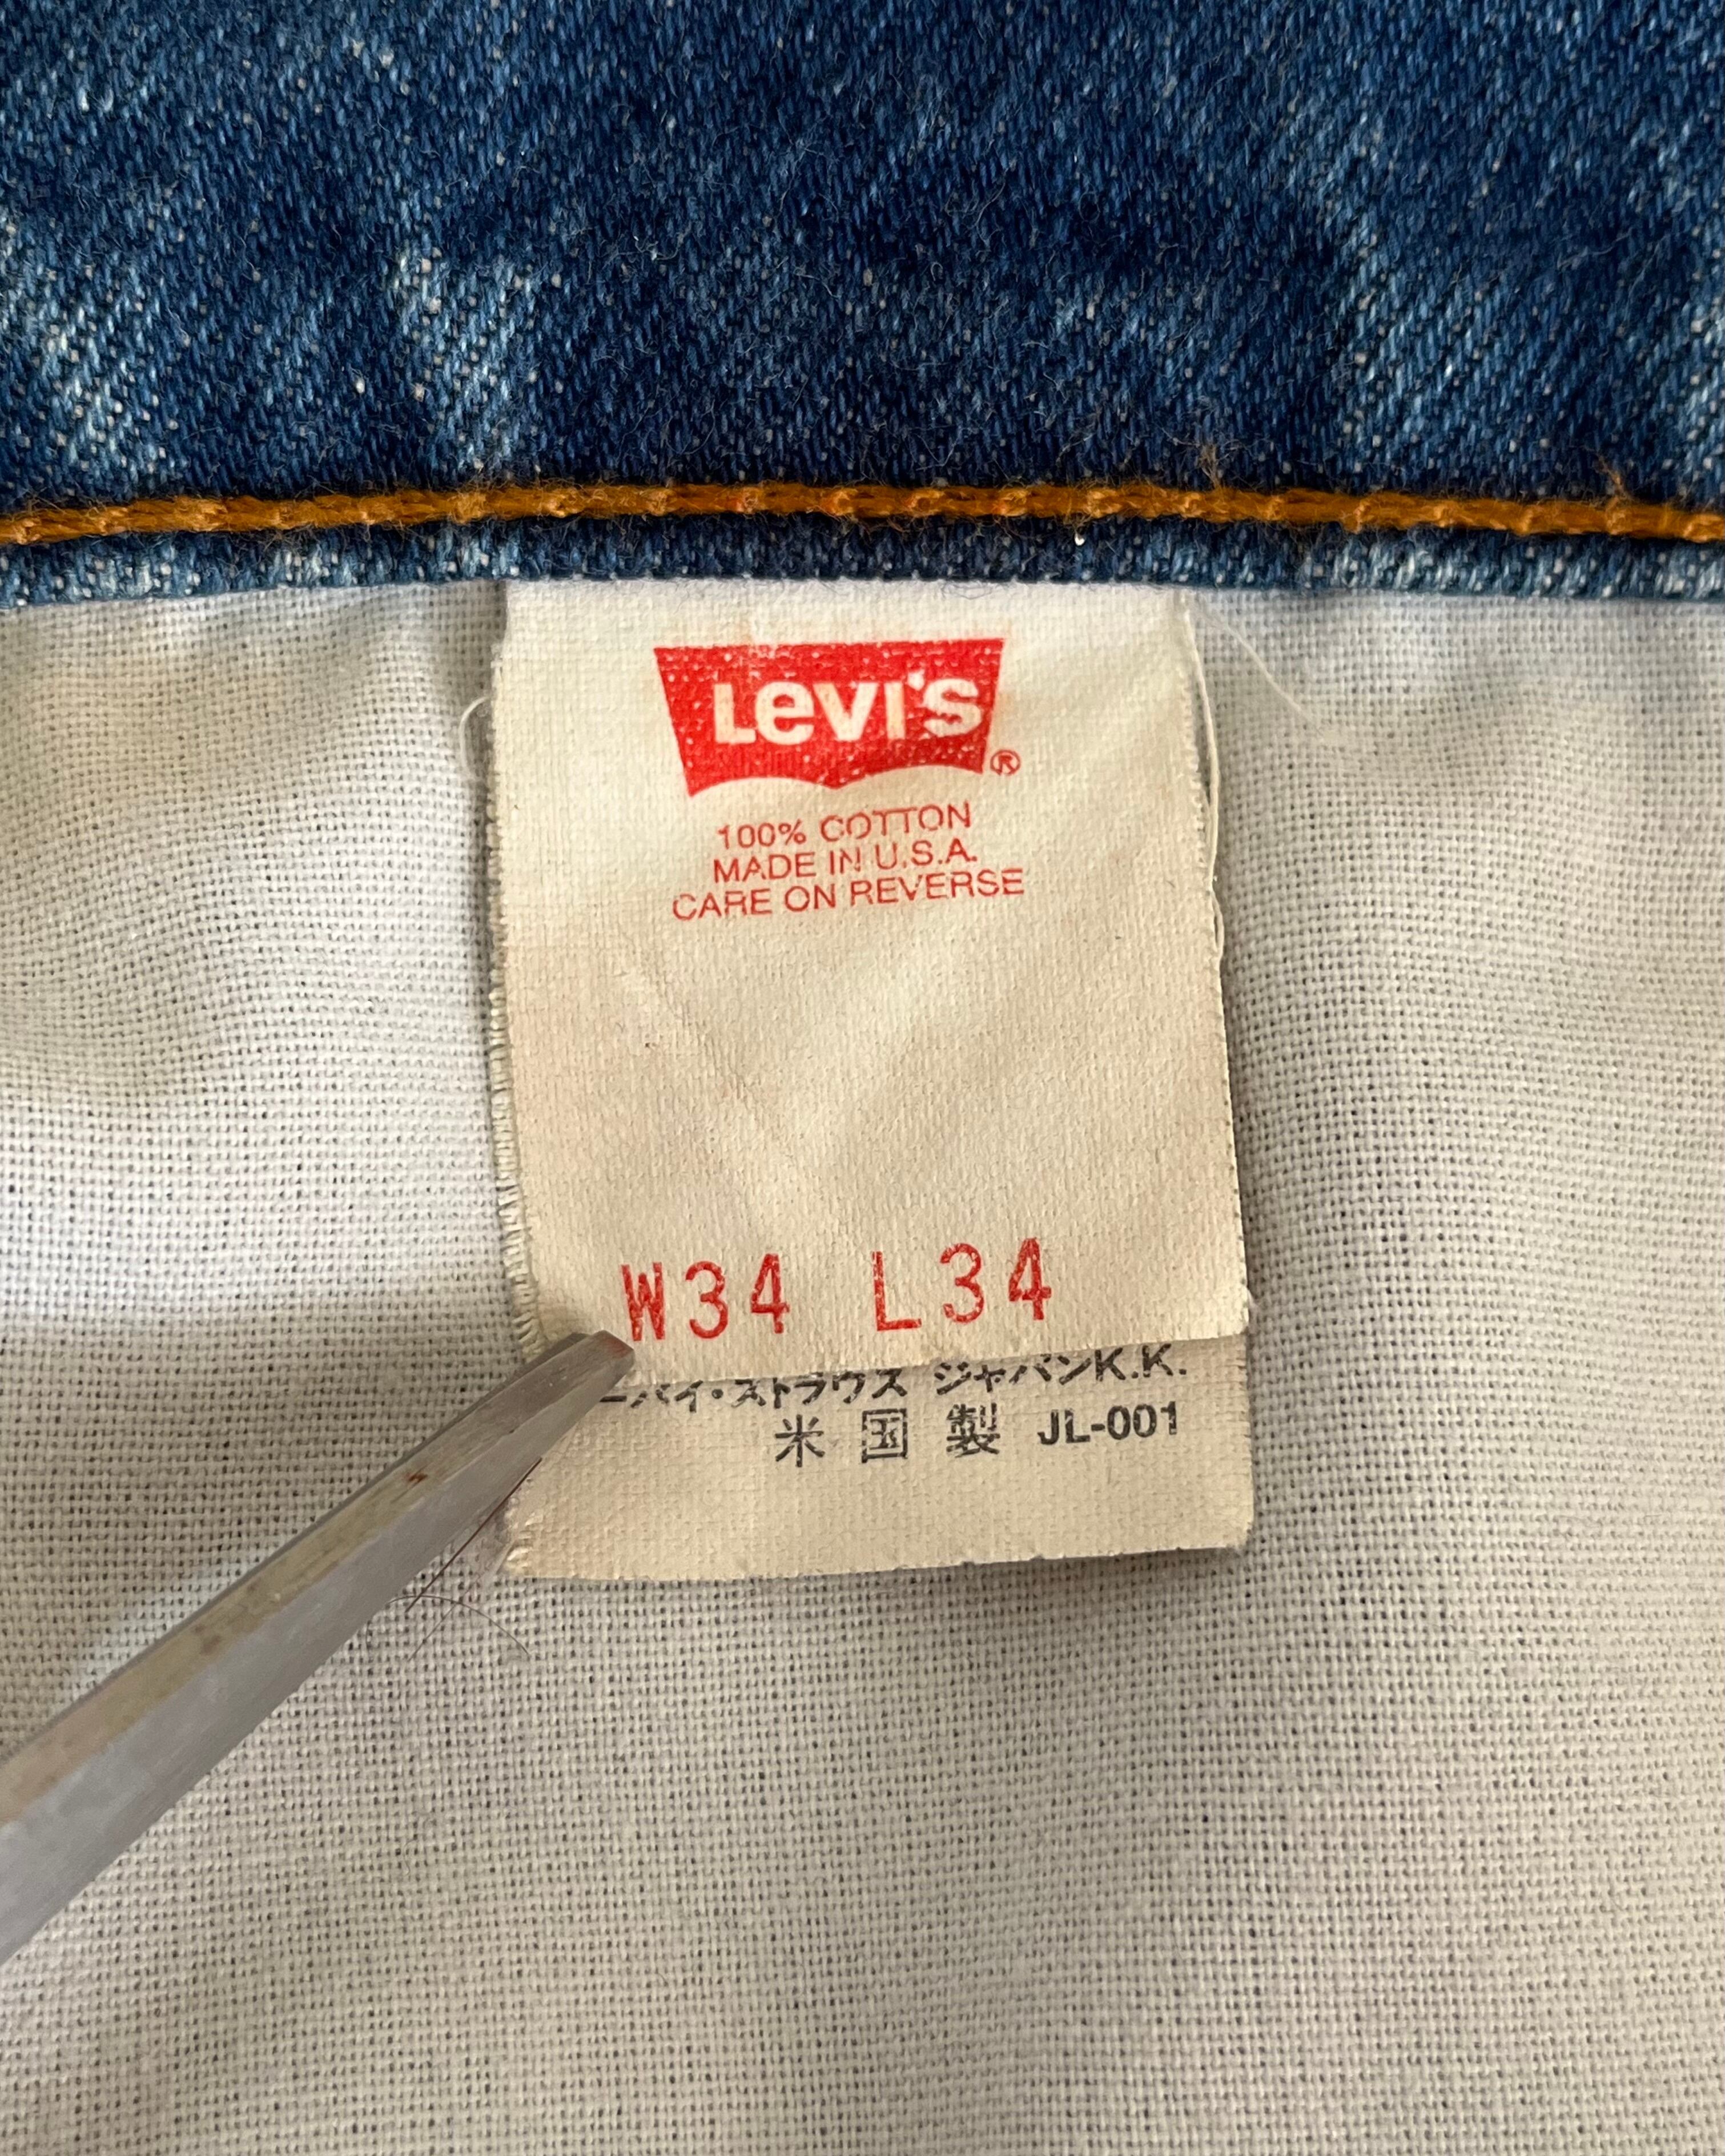 Levi's ®
100% COTTON
MADE IN U.S.A.
CARE ON REVERSE
W34 L34
ーバイ・ストラウス ジャパンK.K.
米国製 JL-001